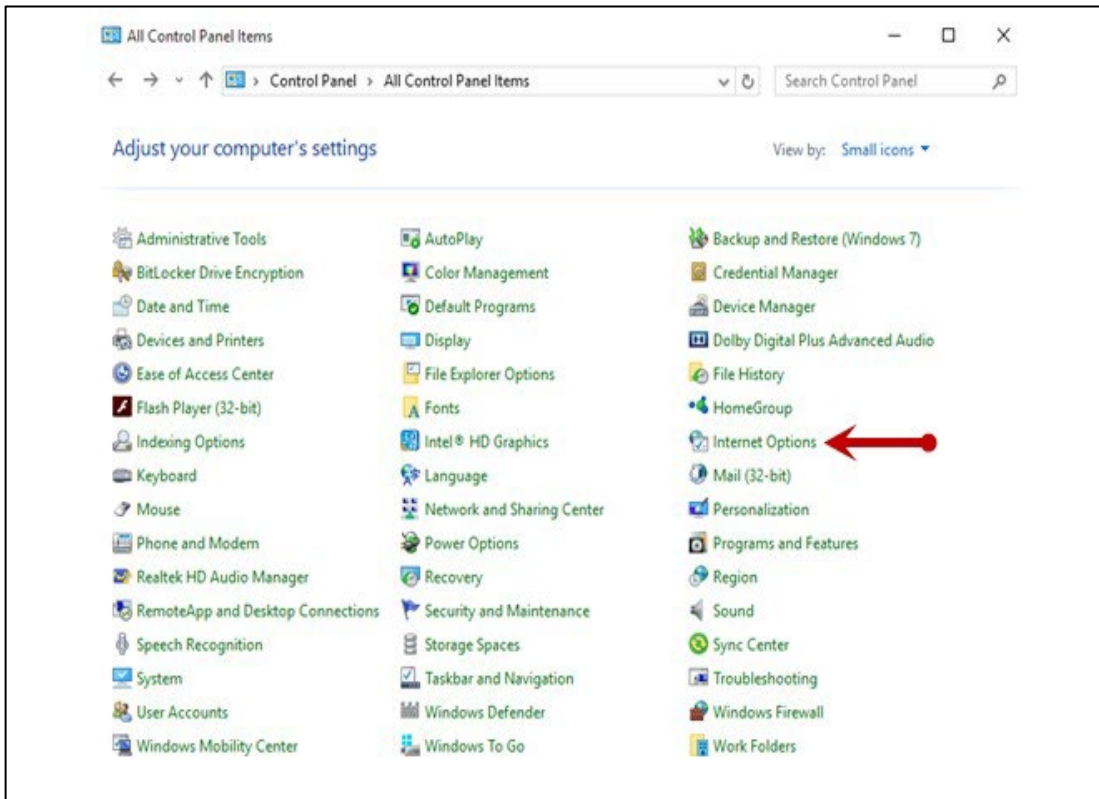 All Control Panel Items
Control Panel > All Control Panel Items
Search Control Panel
Adjust your computer's settings
View by: Small icons
Administrative Tools
AutoPlay
Backup and Restore (Windows 7)
BitLocker Drive Encryption
Color Management
Credential Manager
Date and Time
Default Programs
Device Manager
Devices and Printers
Display
Dolby Digital Plus Advanced Audio
Ease of Access Center
File Explorer Options
File History
Flash Player (32-bit)
Fonts
HomeGroup
Indexing Options
Intel® HD Graphics
Internet Options
Keyboard
Language
Mail (32-bit)
Mouse
Network and Sharing Center
Personalization
Phone and Modem
Power Options
Programs and Features
Realtek HD Audio Manager
Recovery
Region
RemoteApp and Desktop Connections
Security and Maintenance
Sound
Speech Recognition
Storage Spaces
Sync Center
System
Taskbar and Navigation
Troubleshooting
User Accounts
Windows Defender
Windows Firewall
Windows Mobility Center
Windows To Go
Work Folders